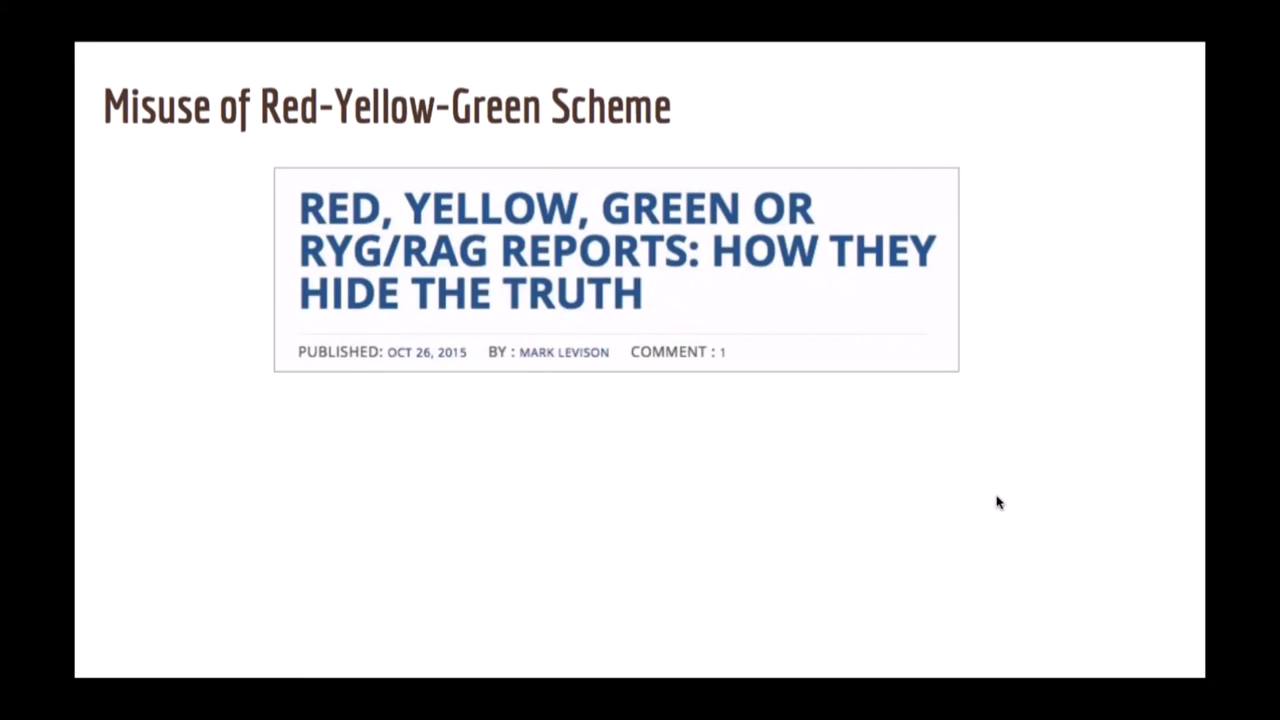 Misuse of Red-Yellow-Green Scheme
RED, YELLOW, GREEN OR
RYG/RAG REPORTS: HOW THEY
HIDE THE TRUTH
PUBLISHED: OCT 26, 2015 BY : MARK LEVISON COMMENT : 1